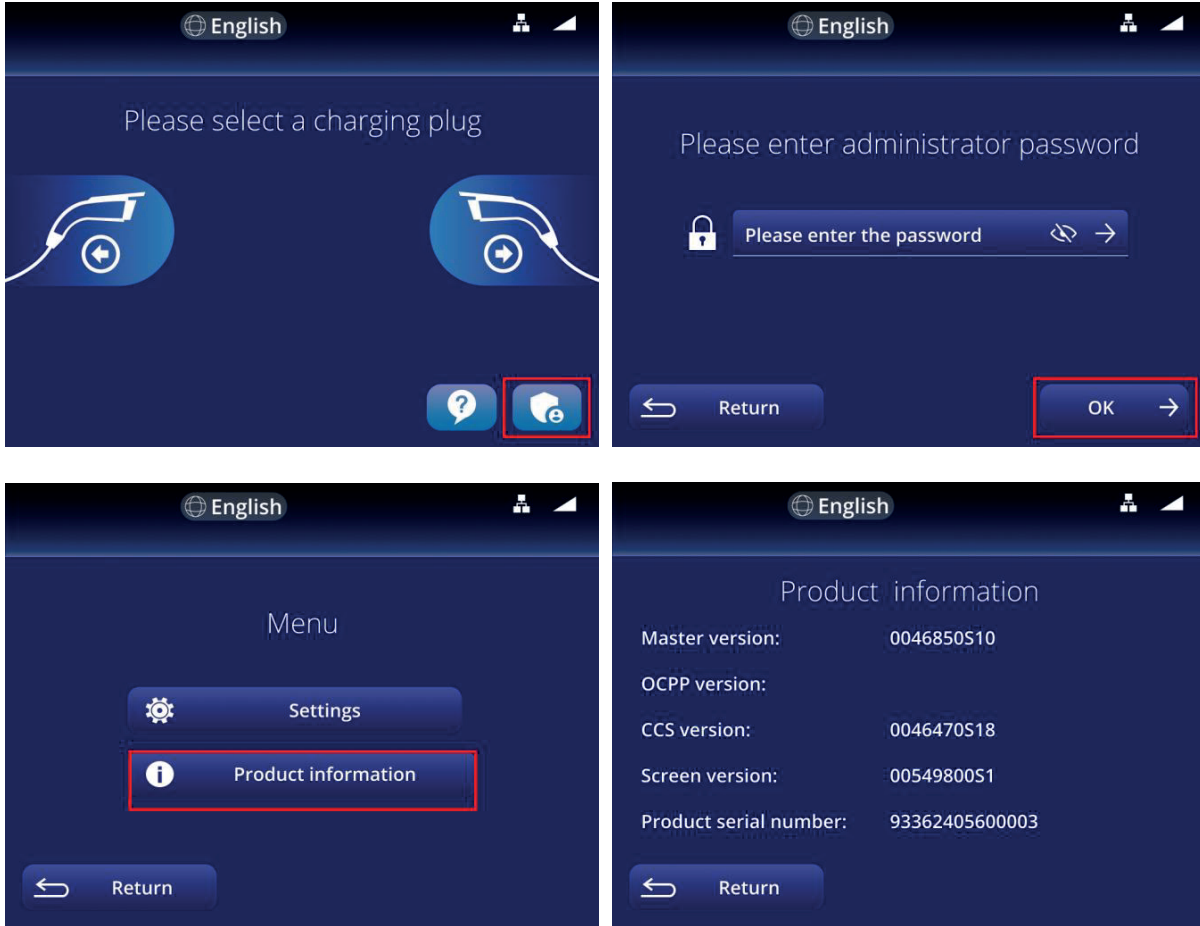 English
Please select a charging plug
?
English
Please enter administrator password
Please enter the password
Return
OK
English
Menu
Settings
i Product information
Return
English
Product information
Master version: 0046850S10
OCPP version:
CCS version: 0046470S18
Screen version: 00549800S1
Product serial number: 93362405600003
Return